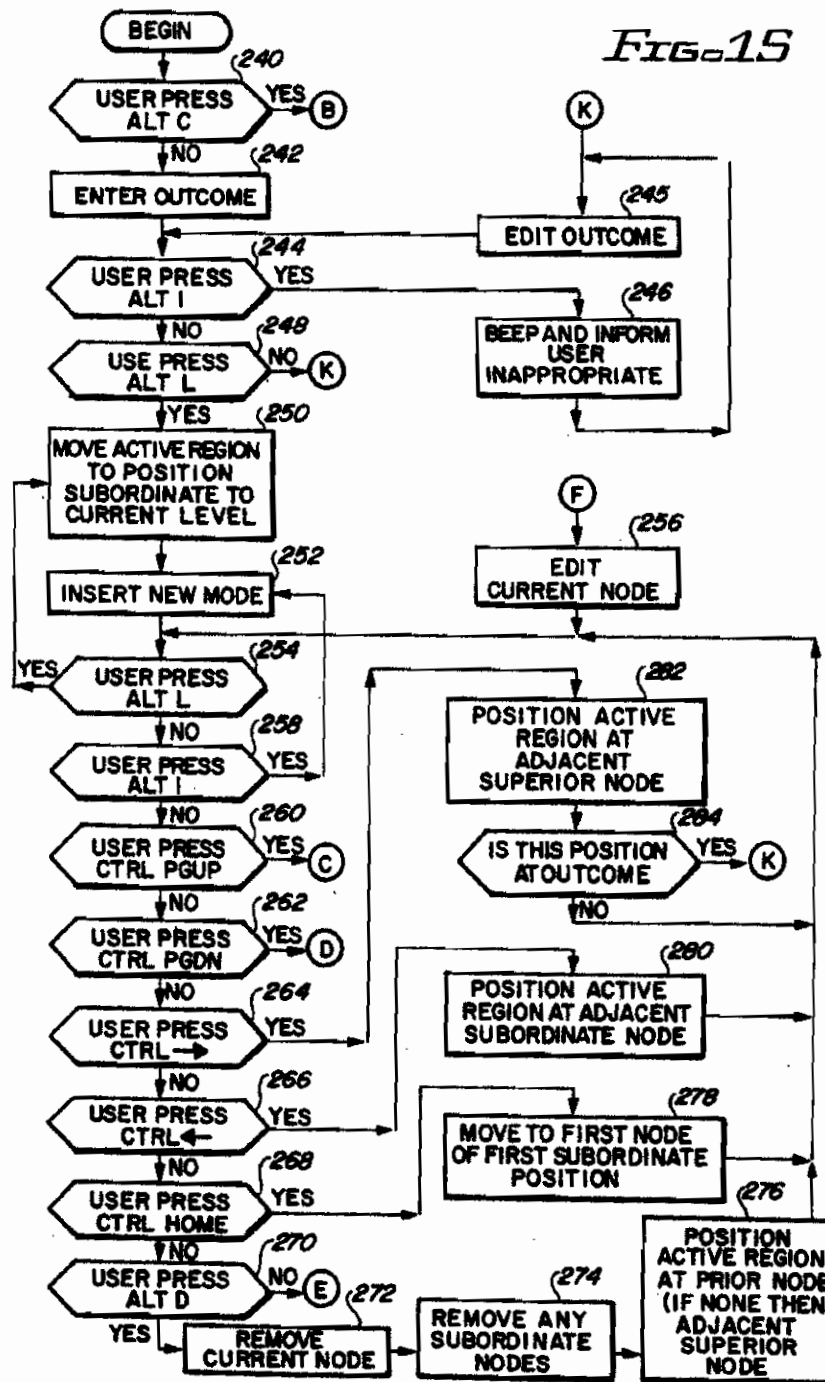 FIG.15
BEGIN
240
USER PRESS
ALT C
YES
B
NO
242
ENTER OUTCOME
K
245
EDIT OUTCOME
244
USER PRESS
ALT I
YES
246
BEEP AND INFORM
USER
INAPPROPRIATE
NO
248
USE PRESS
ALT L
NO
K
YES
250
MOVE ACTIVE REGION
TO POSITION
SUBORDINATE TO
CURRENT LEVEL
252
INSERT NEW MODE
F
256
EDIT
CURRENT NODE
254
YES
USER PRESS
ALT L
NO
258
USER PRESS
ALT I
YES
NO
260
USER PRESS
CTRL PGUP
YES
C
NO
262
USER PRESS
CTRL PGDN
YES
D
NO
264
USER PRESS
CTRL →
YES
NO
266
USER PRESS
CTRL ←
YES
NO
268
USER PRESS
CTRL HOME
YES
NO
270
USER PRESS
ALT D
NO
E
YES
282
POSITION ACTIVE
REGION AT
ADJACENT
SUPERIOR NODE
284
IS THIS POSITION
AT OUTCOME
YES
K
NO
280
POSITION ACTIVE
REGION AT ADJACENT
SUBORDINATE NODE
278
MOVE TO FIRST NODE
OF FIRST SUBORDINATE
POSITION
272
REMOVE
CURRENT NODE
274
REMOVE ANY
SUBORDINATE
NODES
276
POSITION
ACTIVE REGION
AT PRIOR NODE
(IF NONE THEN
ADJACENT
SUPERIOR
NODE